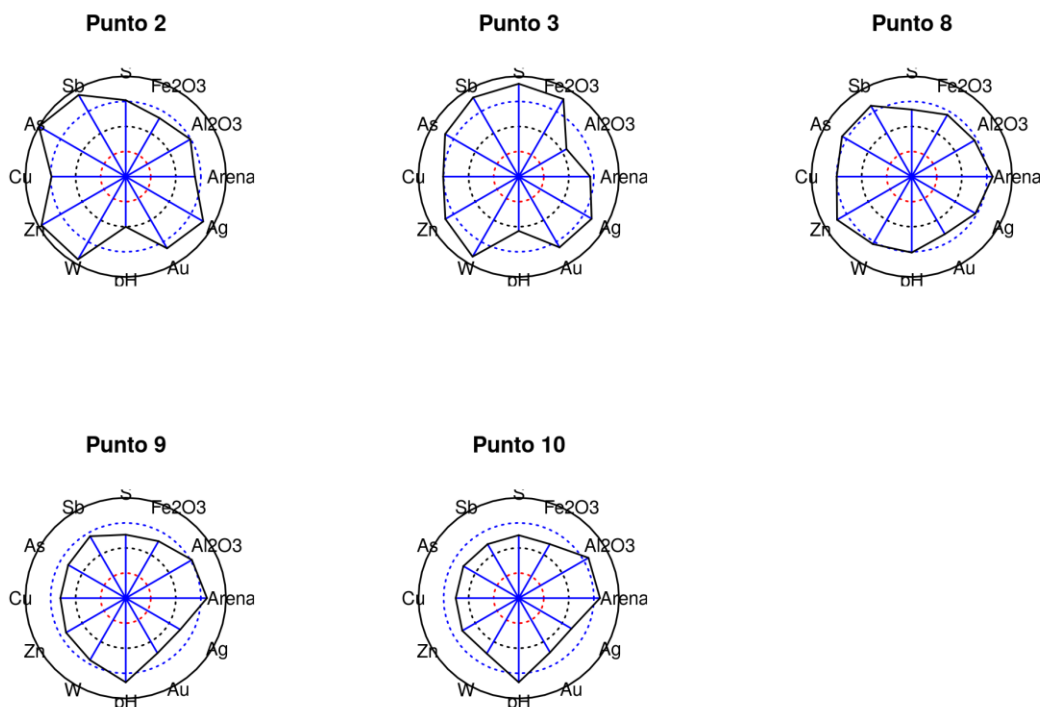 Punto 2
S
Fe2O3
Al2O3
Arena
Ag
Au
pH
W
Zn
Cu
As
Sb
Punto 3
S
Fe2O3
Al2O3
Arena
Ag
Au
pH
W
Zn
Cu
As
Sb
Punto 8
S
Fe2O3
Al2O3
Arena
Ag
Au
pH
W
Zn
Cu
As
Sb
Punto 9
S
Fe2O3
Al2O3
Arena
Ag
Au
pH
W
Zn
Cu
As
Sb
Punto 10
S
Fe2O3
Al2O3
Arena
Ag
Au
pH
W
Zn
Cu
As
Sb